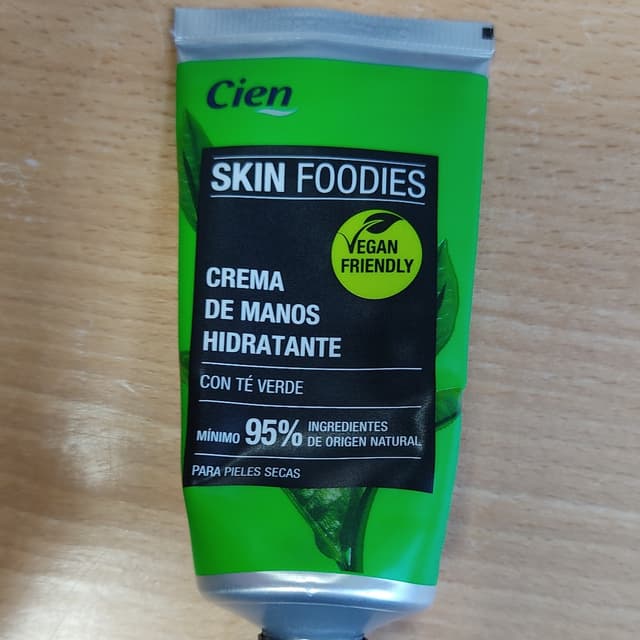 Cien
SKIN FOODIES
VEGAN
FRIENDLY
CREMA
DE MANOS
HIDRATANTE
CON TÉ VERDE
MÍNIMO 95% INGREDIENTES
DE ORIGEN NATURAL
PARA PIELES SECAS